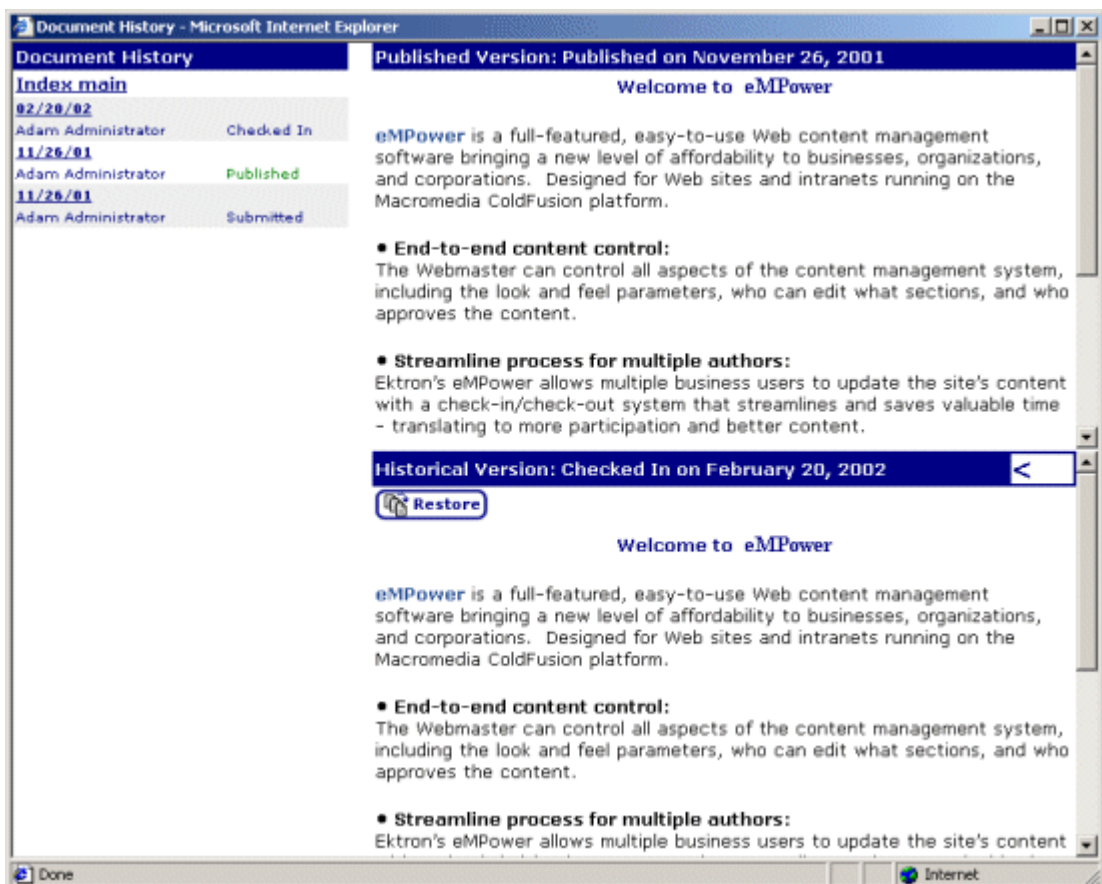 Document History - Microsoft Internet Explorer
Document History
Index main
02/20/02
Adam Administrator Checked In
11/26/01
Adam Administrator Published
11/26/01
Adam Administrator Submitted
Published Version: Published on November 26, 2001
Welcome to eMPower
eMPower is a full-featured, easy-to-use Web content management
software bringing a new level of affordability to businesses, organizations,
and corporations. Designed for Web sites and intranets running on the
Macromedia ColdFusion platform.
• End-to-end content control:
The Webmaster can control all aspects of the content management system,
including the look and feel parameters, who can edit what sections, and who
approves the content.
• Streamline process for multiple authors:
Ektron's eMPower allows multiple business users to update the site's content
with a check-in/check-out system that streamlines and saves valuable time
- translating to more participation and better content.
Historical Version: Checked In on February 20, 2002 <
Restore
Welcome to eMPower
eMPower is a full-featured, easy-to-use Web content management
software bringing a new level of affordability to businesses, organizations,
and corporations. Designed for Web sites and intranets running on the
Macromedia ColdFusion platform.
• End-to-end content control:
The Webmaster can control all aspects of the content management system,
including the look and feel parameters, who can edit what sections, and who
approves the content.
• Streamline process for multiple authors:
Ektron's eMPower allows multiple business users to update the site's content
Done Internet